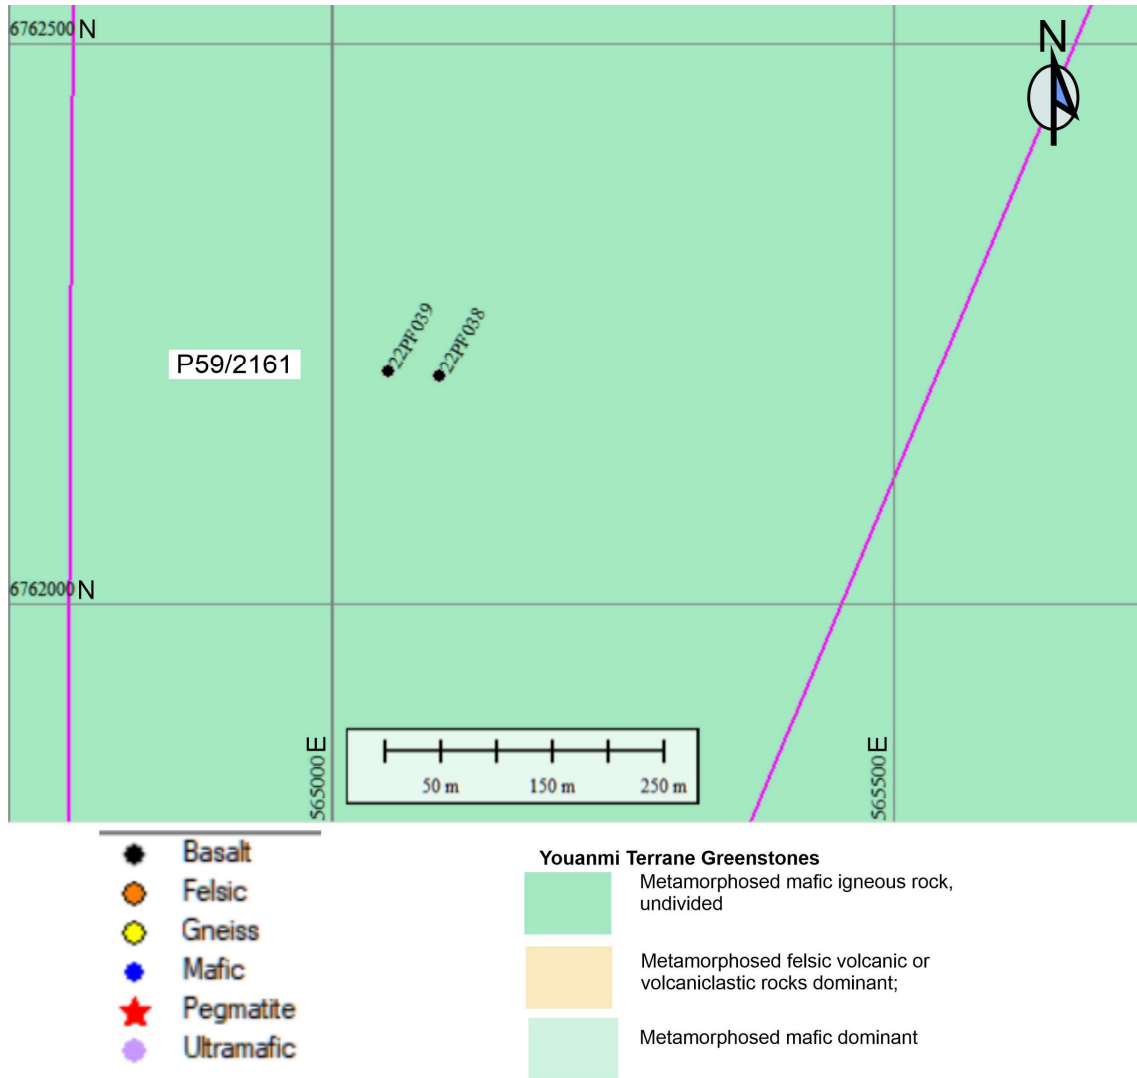 6762500 N
N
22PF039
22PF038
P59/2161
6762000 N
565000 E
565500 E
50 m 150 m 250 m
Basalt
Felsic
Gneiss
Mafic
Pegmatite
Ultramafic
Youanmi Terrane Greenstones
Metamorphosed mafic igneous rock,
undivided
Metamorphosed felsic volcanic or
volcaniclastic rocks dominant;
Metamorphosed mafic dominant